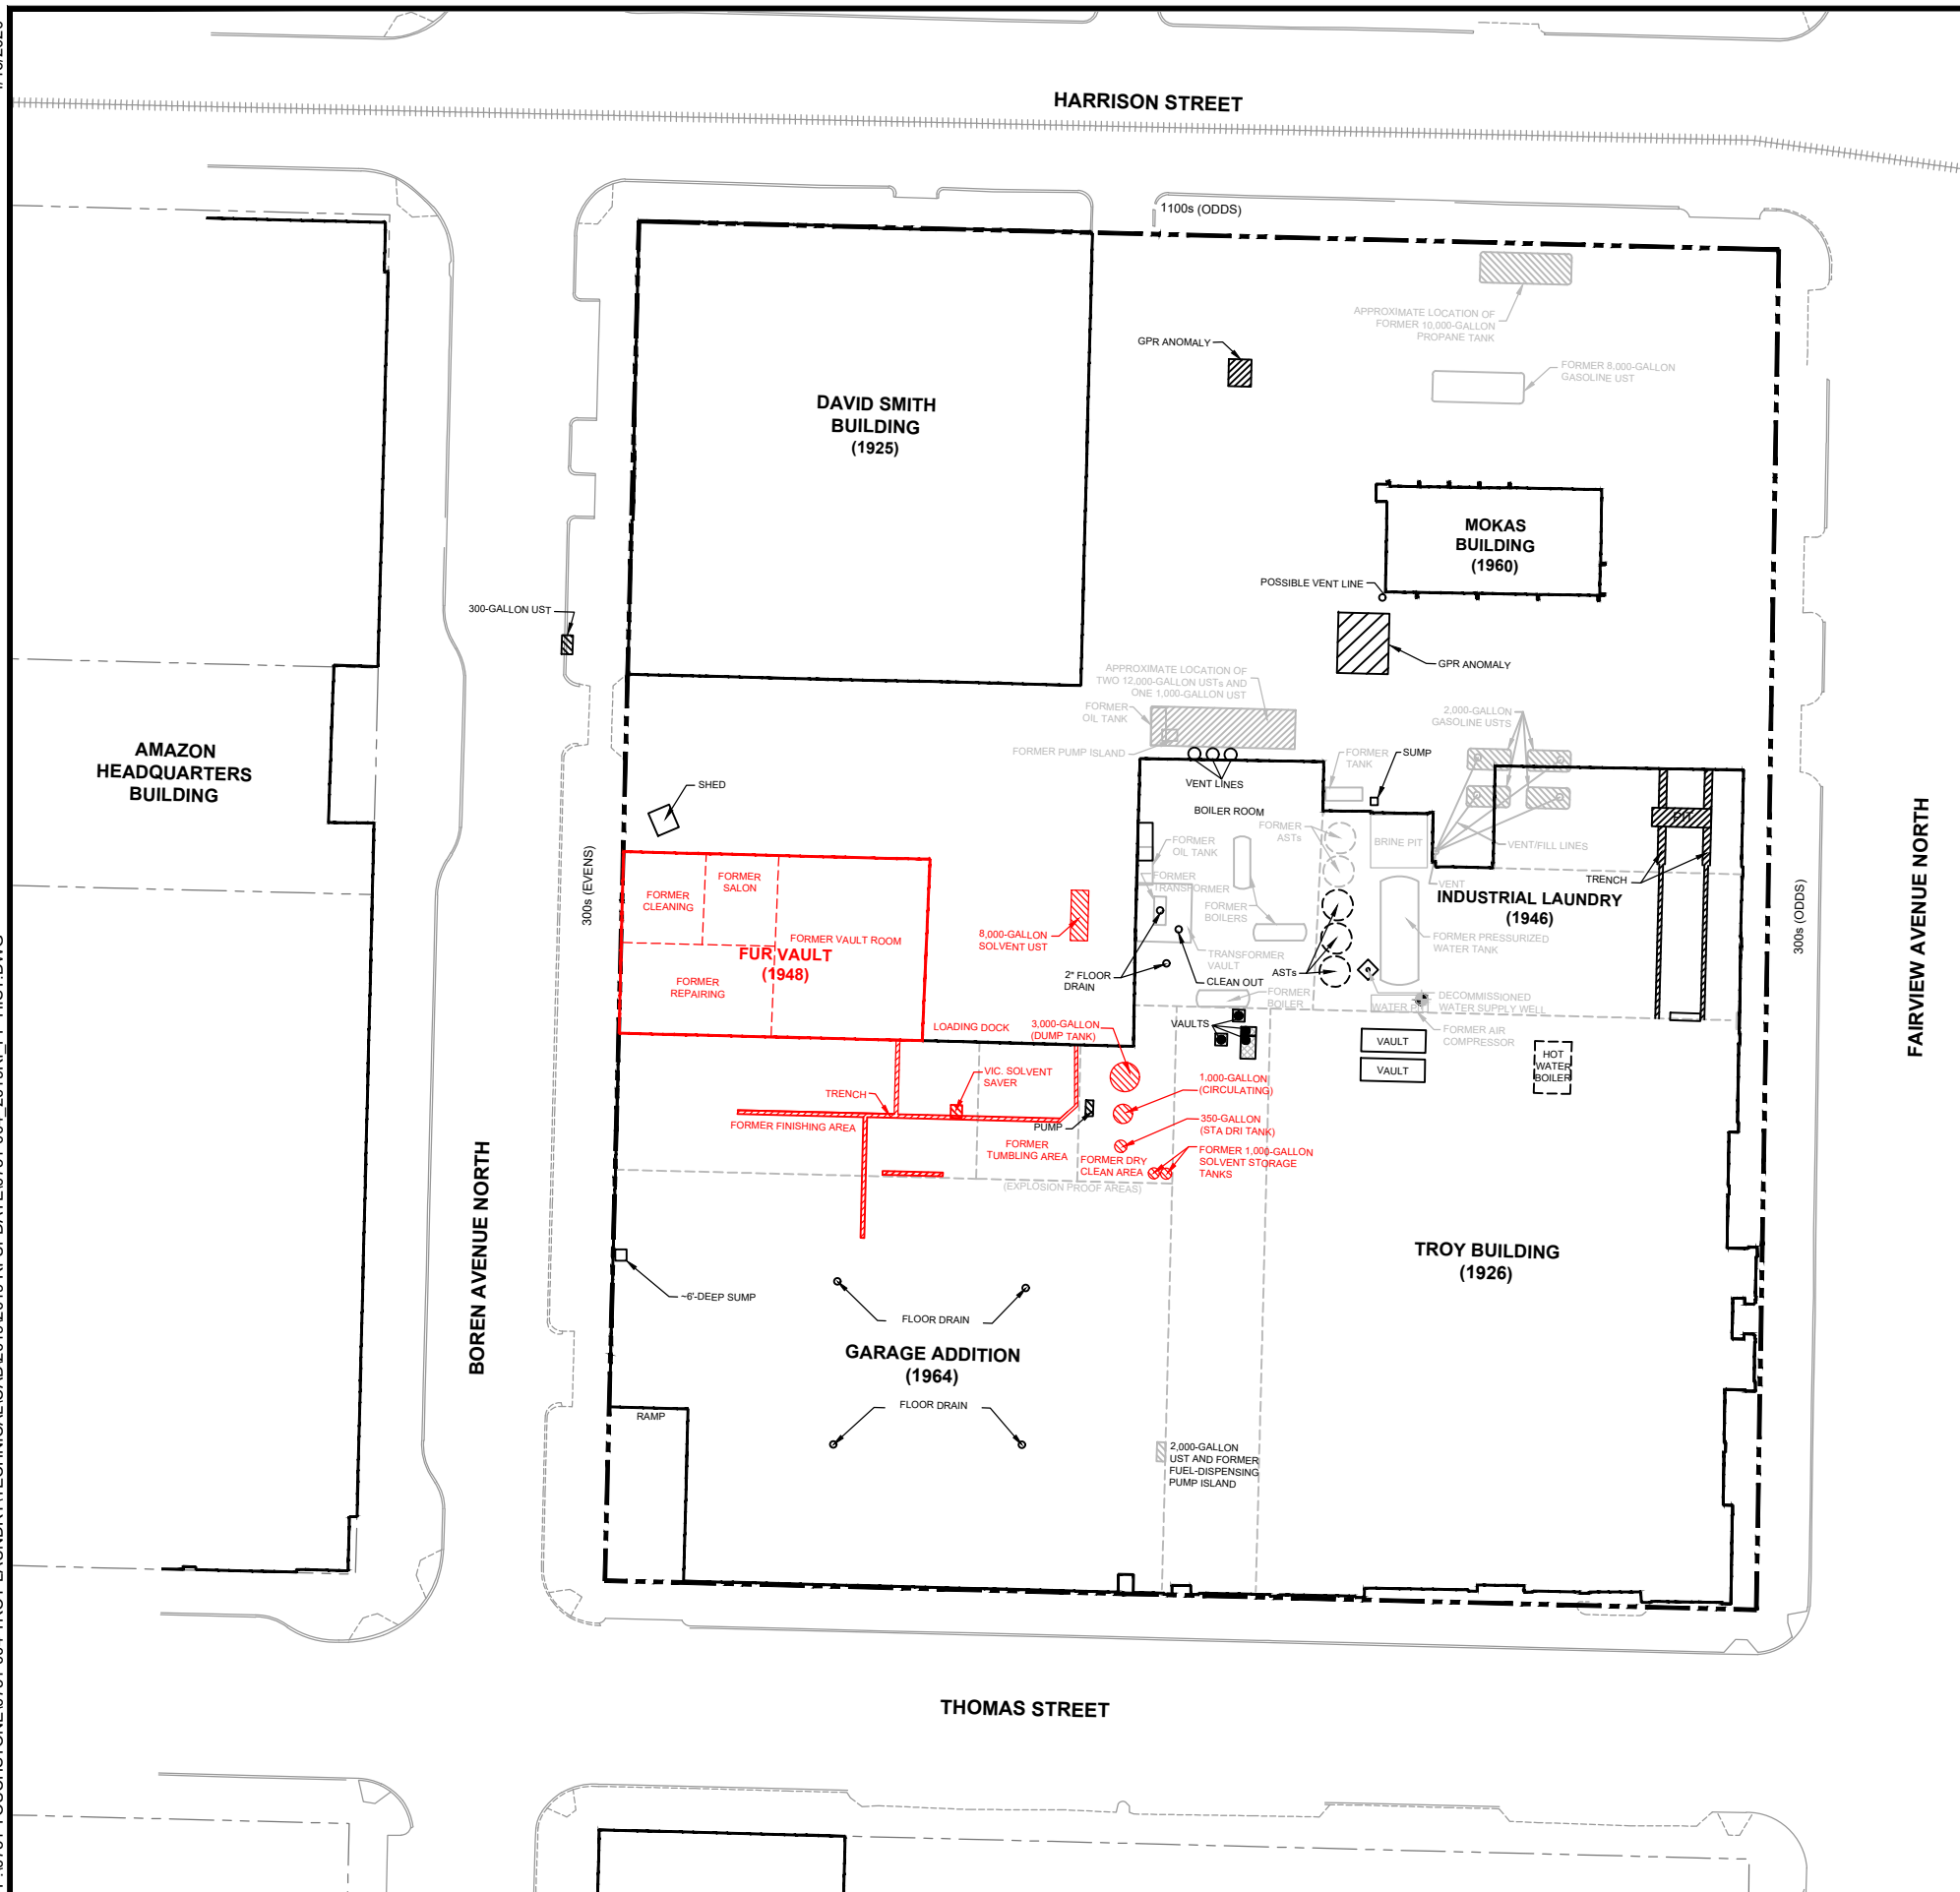 HARRISON STREET
1100s (ODDS)
APPROXIMATE LOCATION OF
FORMER 10,000-GALLON
PROPANE TANK
GPR ANOMALY
FORMER 8,000-GALLON
GASOLINE UST
DAVID SMITH
BUILDING
(1925)
MOKAS
BUILDING
(1960)
POSSIBLE VENT LINE
300-GALLON UST
GPR ANOMALY
APPROXIMATE LOCATION OF
TWO 12,000-GALLON USTs AND
ONE 1,000-GALLON UST
FORMER
OIL TANK
2,000-GALLON
GASOLINE USTS
FORMER PUMP ISLAND
FORMER
TANK
SUMP
AMAZON
HEADQUARTERS
BUILDING
SHED
VENT LINES
BOILER ROOM
FORMER
ASTs
BRINE PIT
VENT/FILL LINES
PIT
FORMER
OIL TANK
FORMER
TRANSFORMER
VENT
TRENCH
300s (EVENS)
300s (ODDS)
FAIRVIEW AVENUE NORTH
FORMER
CLEANING
FORMER
SALON
FORMER VAULT ROOM
FUR VAULT
(1948)
FORMER
REPAIRING
8,000-GALLON
SOLVENT UST
FORMER
BOILERS
INDUSTRIAL LAUNDRY
(1946)
FORMER PRESSURIZED
WATER TANK
TRANSFORMER
VAULT
2" FLOOR
DRAIN
CLEAN OUT
ASTs
FORMER
BOILER
WATER PIT
DECOMMISSIONED
WATER SUPPLY WELL
FORMER AIR
COMPRESSOR
LOADING DOCK
3,000-GALLON
(DUMP TANK)
VAULTS
VAULT
VAULT
HOT
WATER
BOILER
VIC. SOLVENT
SAVER
TRENCH
1,000-GALLON
(CIRCULATING)
350-GALLON
(STA DRI TANK)
PUMP
FORMER FINISHING AREA
FORMER
TUMBLING AREA
FORMER DRY
CLEAN AREA
FORMER 1,000-GALLON
SOLVENT STORAGE
TANKS
(EXPLOSION PROOF AREAS)
BOREN AVENUE NORTH
~6'-DEEP SUMP
FLOOR DRAIN
GARAGE ADDITION
(1964)
FLOOR DRAIN
TROY BUILDING
(1926)
RAMP
2,000-GALLON
UST AND FORMER
FUEL-DISPENSING
PUMP ISLAND
THOMAS STREET